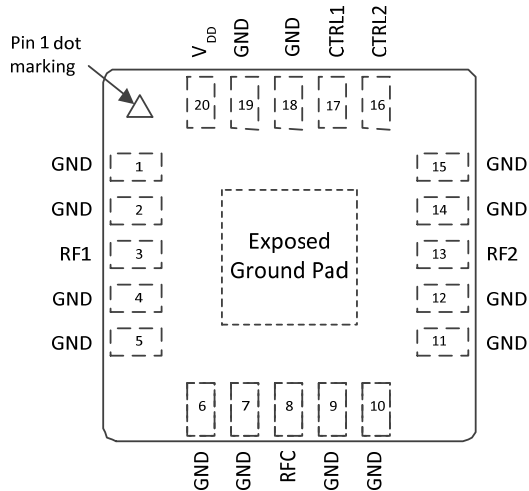 V DD
GND
GND
CTRL1
CTRL2
Pin 1 dot
marking
20
19
18
17
16
GND 1
15 GND
GND 2
14 GND
RF1 3
13 RF2
GND 4
12 GND
GND 5
11 GND
Exposed
Ground Pad
6
7
8
9
10
GND
GND
RFC
GND
GND